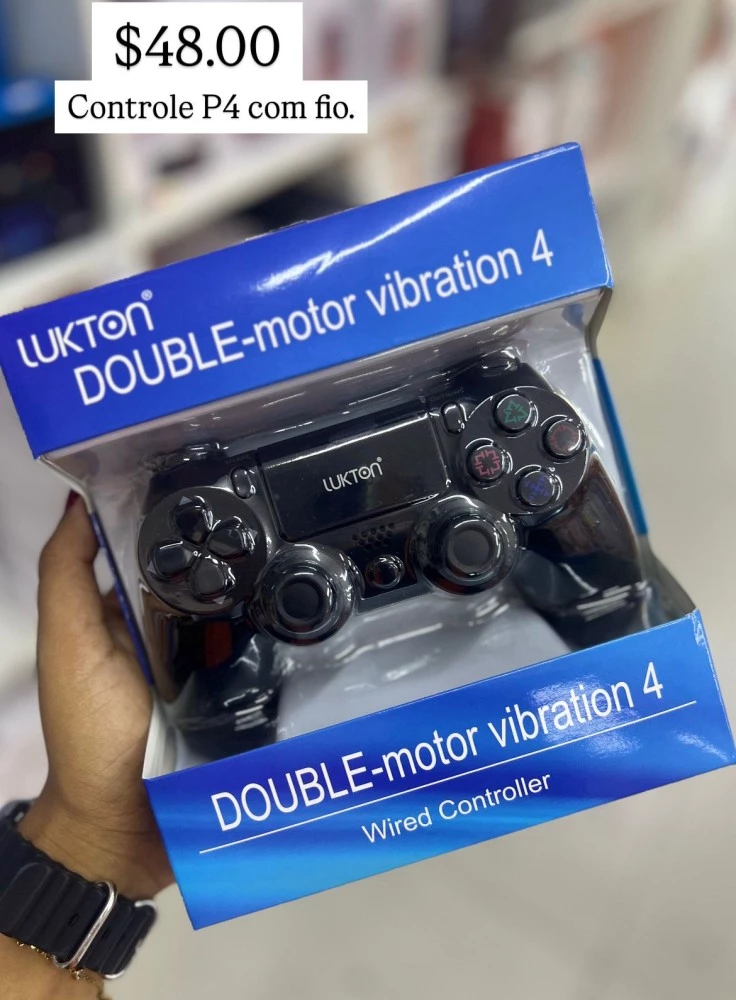 $48.00
Controle P4 com fio.
LUKTON®
DOUBLE-motor vibration 4
LUKTON®
DOUBLE-motor vibration 4
Wired Controller